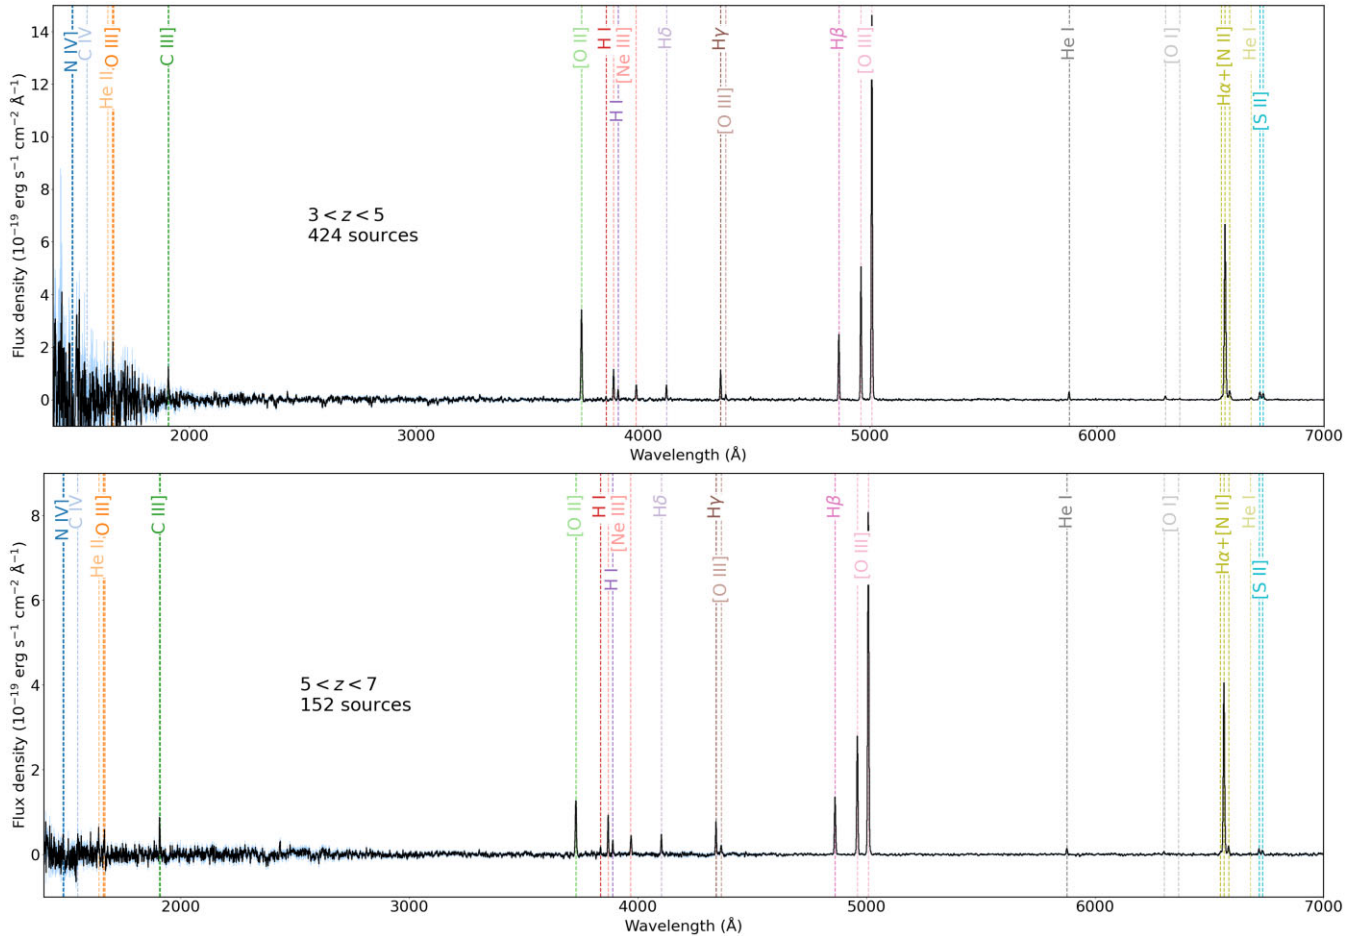 14
12
10
8
6
4
2
0
Flux density (10⁻¹⁹ erg s⁻¹ cm⁻² Å⁻¹)
N IV]
C IV
He II
O III]
C III]
[O II]
H I
H I
[Ne III]
Hδ
Hγ
[O III]
Hβ
[O III]
He I
[O I]
Hα+[N II]
He I
[S II]
3 < z < 5
424 sources
2000
3000
4000
5000
6000
7000
Wavelength (Å)
8
6
4
2
0
Flux density (10⁻¹⁹ erg s⁻¹ cm⁻² Å⁻¹)
N IV]
C IV
He II
O III]
C III]
[O II]
H I
H I
[Ne III]
Hδ
Hγ
[O III]
Hβ
[O III]
He I
[O I]
Hα+[N II]
He I
[S II]
5 < z < 7
152 sources
2000
3000
4000
5000
6000
7000
Wavelength (Å)